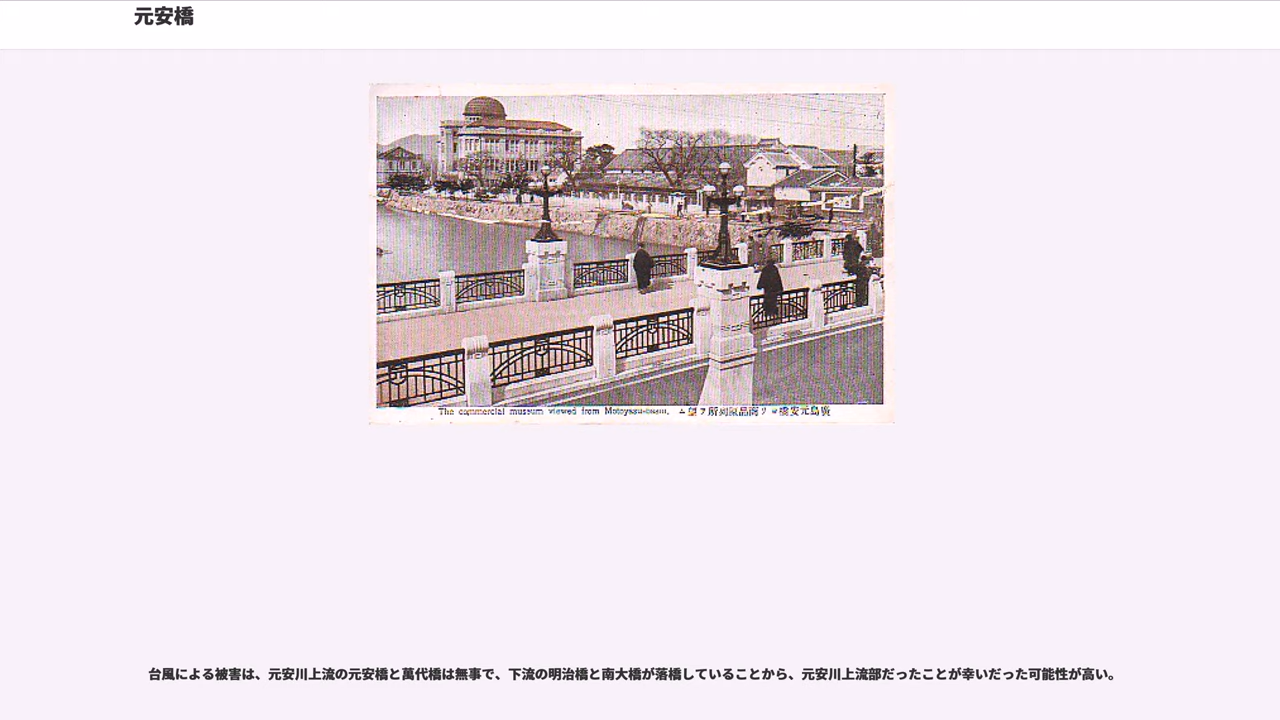 元安橋
The commercial museum viewed from Motoyasu-bashi. ム望ヲ所列陳品商リヨ橋安元島廣
台風による被害は、元安川上流の元安橋と萬代橋は無事で、下流の明治橋と南大橋が落橋していることから、元安川上流部だったことが幸いだった可能性が高い。